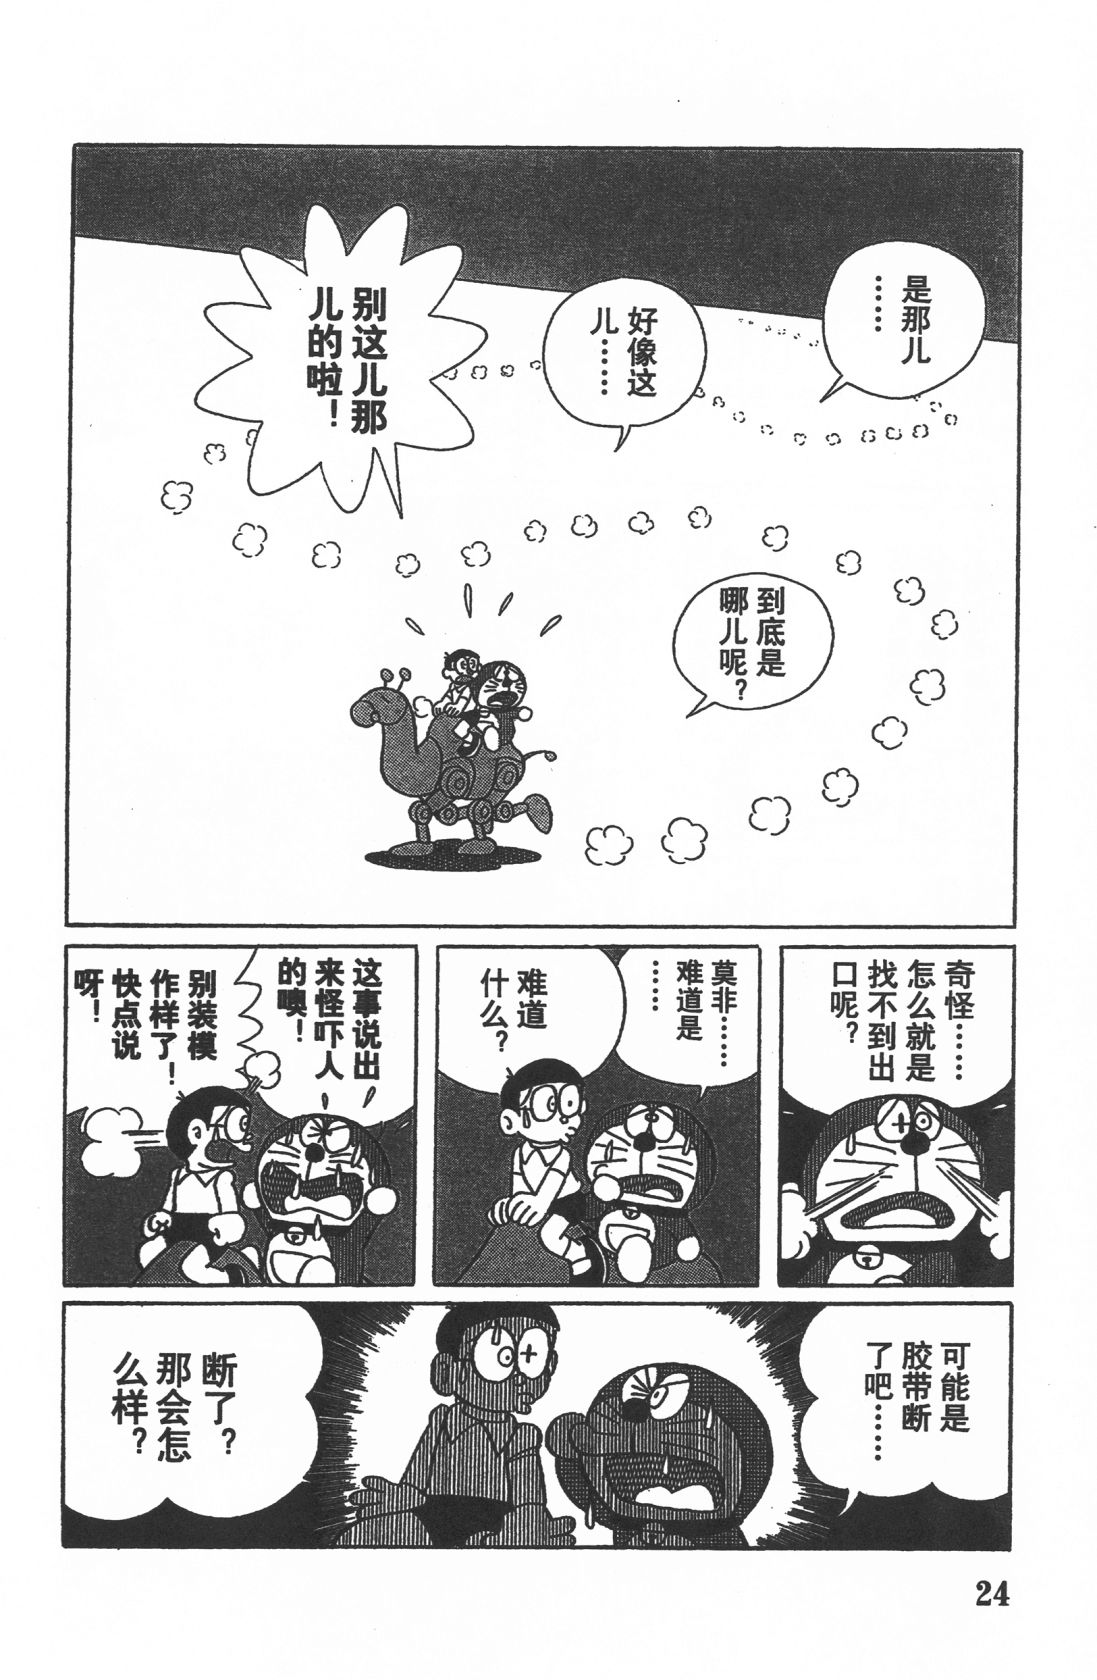 是那儿
……
好像这
儿……
别这儿那
儿的啦！
到底是
哪儿呢？
奇怪……
怎么就是
找不到出
口呢？
莫非……
难道是
……
难道
什么？
这事说出
来怪吓人
的噢！
别装模
作样了！
快点说
呀！
可能是
胶带断
了吧……
断了？
那会怎
么样？
24